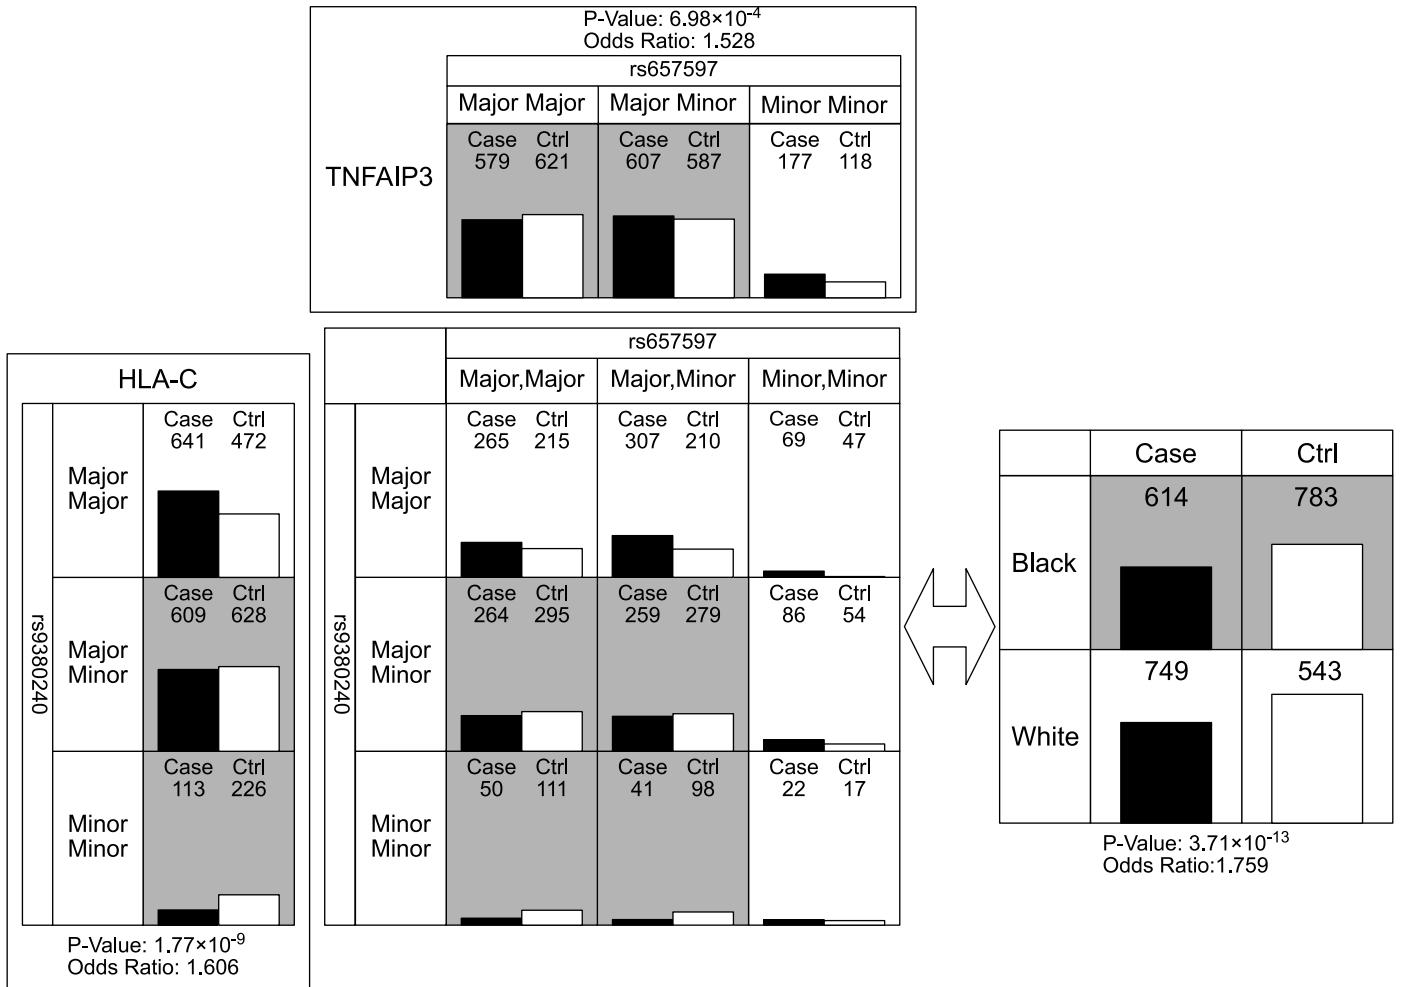 P-Value: 6.98×10⁻⁴
Odds Ratio: 1.528
rs657597
Major Major Major Minor Minor Minor
TNFAIP3
Case Ctrl Case Ctrl Case Ctrl
579 621 607 587 177 118
HLA-C
rs9380240
Major
Major
Case Ctrl
641 472
Major
Minor
Case Ctrl
609 628
Minor
Minor
Case Ctrl
113 226
P-Value: 1.77×10⁻⁹
Odds Ratio: 1.606
rs657597
Major,Major Major,Minor Minor,Minor
rs9380240
Major
Major
Case Ctrl Case Ctrl Case Ctrl
265 215 307 210 69 47
Major
Minor
Case Ctrl Case Ctrl Case Ctrl
264 295 259 279 86 54
Minor
Minor
Case Ctrl Case Ctrl Case Ctrl
50 111 41 98 22 17
Case Ctrl
Black 614 783
White 749 543
P-Value: 3.71×10⁻¹³
Odds Ratio:1.759